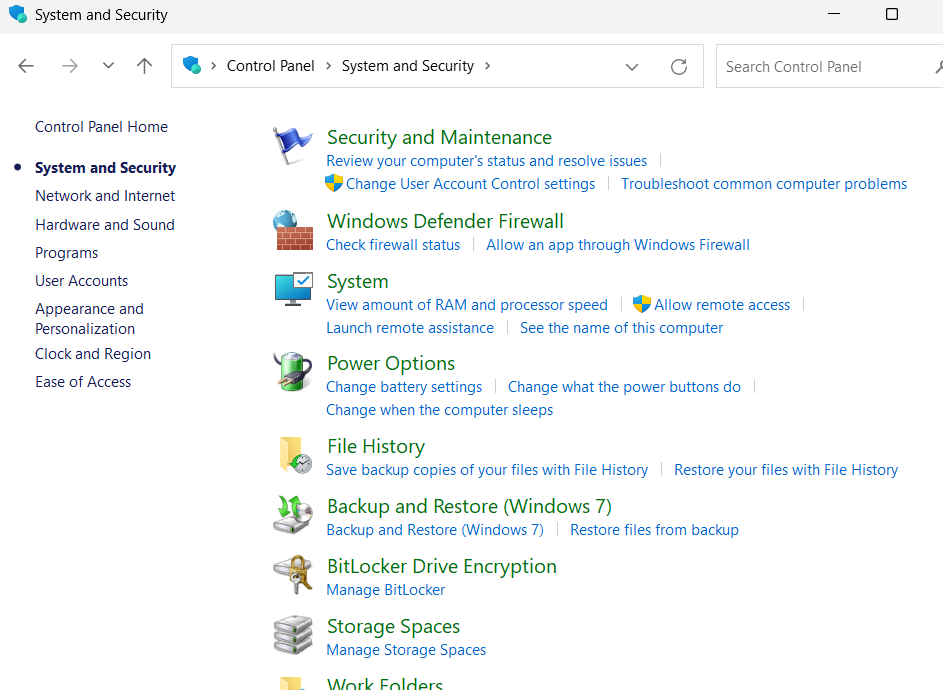 System and Security
Control Panel System and Security
Search Control Panel
Control Panel Home
System and Security
Network and Internet
Hardware and Sound
Programs
User Accounts
Appearance and
Personalization
Clock and Region
Ease of Access
Security and Maintenance
Review your computer's status and resolve issues
Change User Account Control settings Troubleshoot common computer problems
Windows Defender Firewall
Check firewall status Allow an app through Windows Firewall
System
View amount of RAM and processor speed Allow remote access
Launch remote assistance See the name of this computer
Power Options
Change battery settings Change what the power buttons do
Change when the computer sleeps
File History
Save backup copies of your files with File History Restore your files with File History
Backup and Restore (Windows 7)
Backup and Restore (Windows 7) Restore files from backup
BitLocker Drive Encryption
Manage BitLocker
Storage Spaces
Manage Storage Spaces
Work Folders